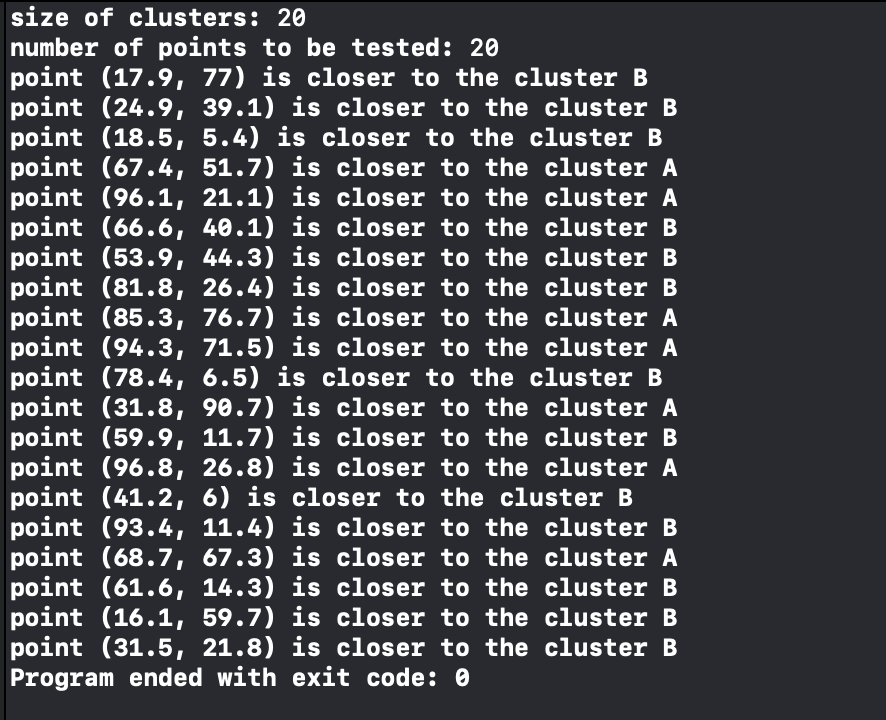 size of clusters: 20
number of points to be tested: 20
point (17.9, 77) is closer to the cluster B
point (24.9, 39.1) is closer to the cluster B
point (18.5, 5.4) is closer to the cluster B
point (67.4, 51.7) is closer to the cluster A
point (96.1, 21.1) is closer to the cluster A
point (66.6, 40.1) is closer to the cluster B
point (53.9, 44.3) is closer to the cluster B
point (81.8, 26.4) is closer to the cluster B
point (85.3, 76.7) is closer to the cluster A
point (94.3, 71.5) is closer to the cluster A
point (78.4, 6.5) is closer to the cluster B
point (31.8, 90.7) is closer to the cluster A
point (59.9, 11.7) is closer to the cluster B
point (96.8, 26.8) is closer to the cluster A
point (41.2, 6) is closer to the cluster B
point (93.4, 11.4) is closer to the cluster B
point (68.7, 67.3) is closer to the cluster A
point (61.6, 14.3) is closer to the cluster B
point (16.1, 59.7) is closer to the cluster B
point (31.5, 21.8) is closer to the cluster B
Program ended with exit code: 0